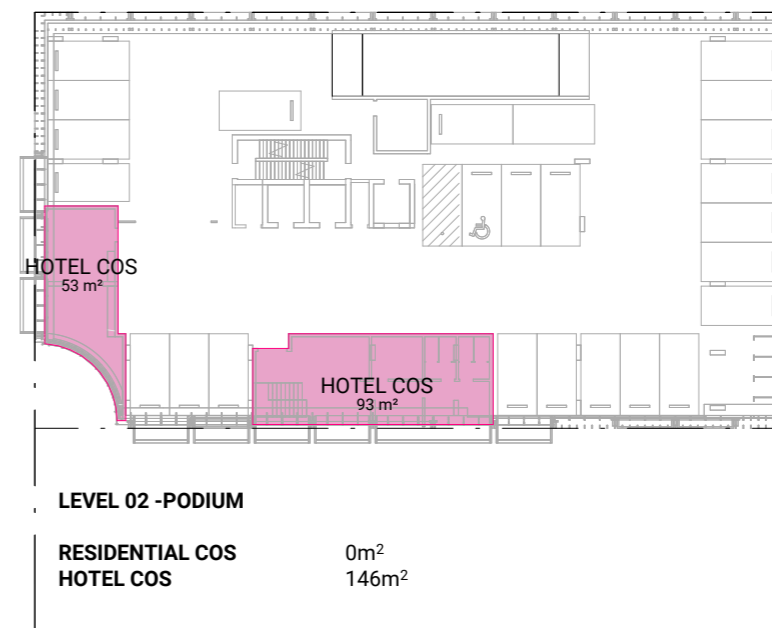 HOTEL COS
53 m²
HOTEL COS
93 m²
LEVEL 02 -PODIUM
RESIDENTIAL COS 0m²
HOTEL COS 146m²